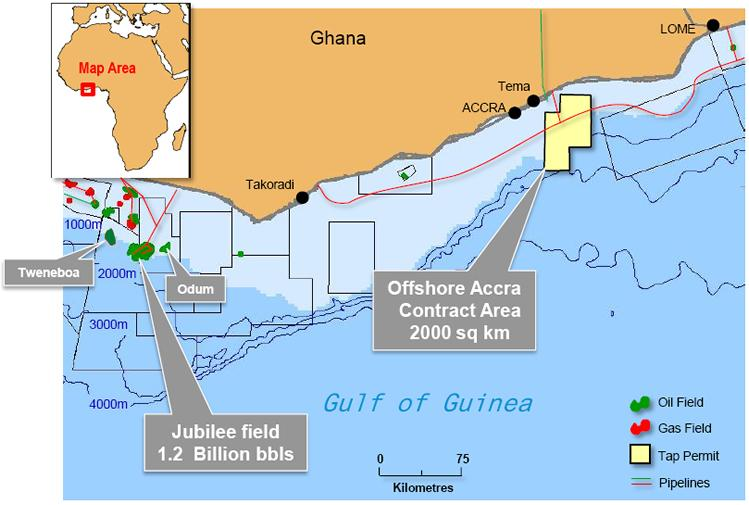 Map Area
Ghana
LOME
Tema
ACCRA
Takoradi
1000m
Tweneboa
2000m
Odum
Offshore Accra
Contract Area
2000 sq km
3000m
4000m
Gulf of Guinea
Jubilee field
1.2 Billion bbls
Oil Field
Gas Field
Tap Permit
Pipelines
0 75
Kilometres